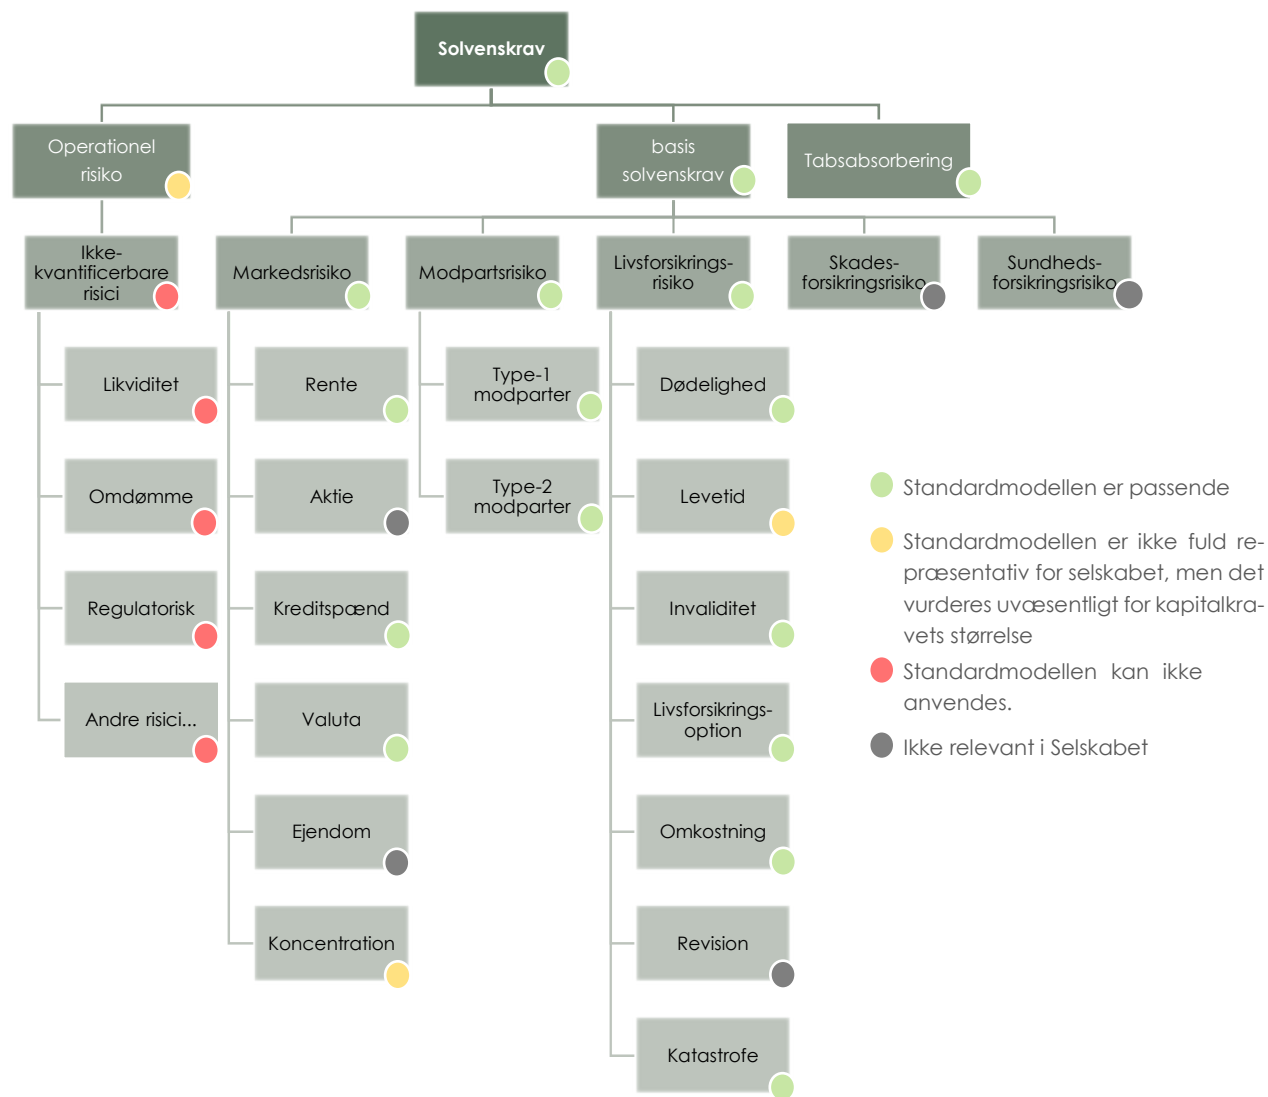 Solvenskrav
Operationel
risiko
basis
solvenskrav
Tabsabsorbering
Ikke-
kvantificerbare
risici
Markedsrisiko
Modpartsrisiko
Livsforsikrings-
risiko
Skades-
forsikringsrisiko
Sundheds-
forsikringsrisiko
Likviditet
Omdømme
Regulatorisk
Andre risici...
Rente
Aktie
Kreditspænd
Valuta
Ejendom
Koncentration
Type-1
modparter
Type-2
modparter
Dødelighed
Levetid
Invaliditet
Livsforsikrings-
option
Omkostning
Revision
Katastrofe
Standardmodellen er passende
Standardmodellen er ikke fuld re-
præsentativ for selskabet, men det
vurderes uvæsentligt for kapitalkra-
vets størrelse
Standardmodellen kan ikke
anvendes.
Ikke relevant i Selskabet